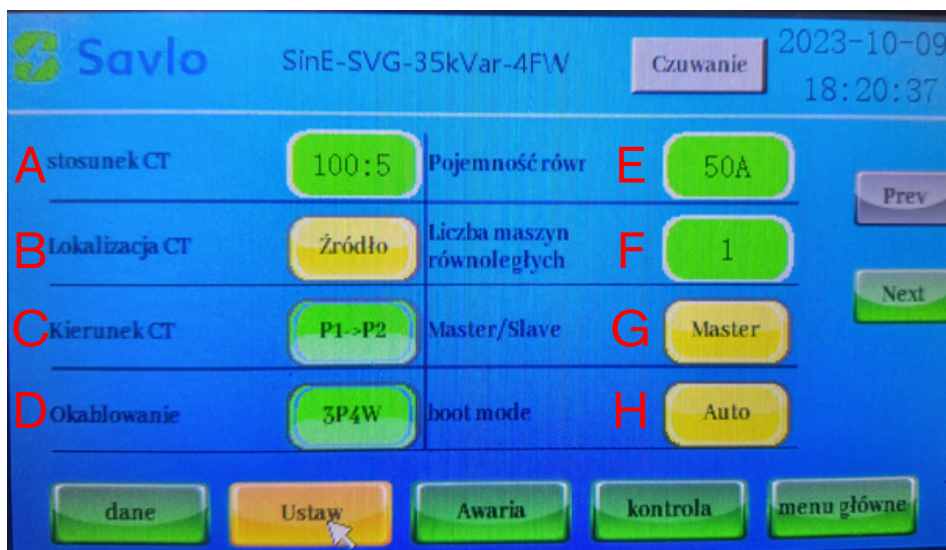 Savlo
SinE-SVG-35kVar-4FW
Czuwanie
2023-10-09
18:20:37
A stosunek CT 100:5 Pojemność równ E 50A
Prev
B Lokalizacja CT Źródło Liczba maszyn
równoległych F 1
Next
C Kierunek CT P1->P2 Master/Slave G Master
D Okablowanie 3P4W boot mode H Auto
dane Ustaw Awaria kontrola menu główne